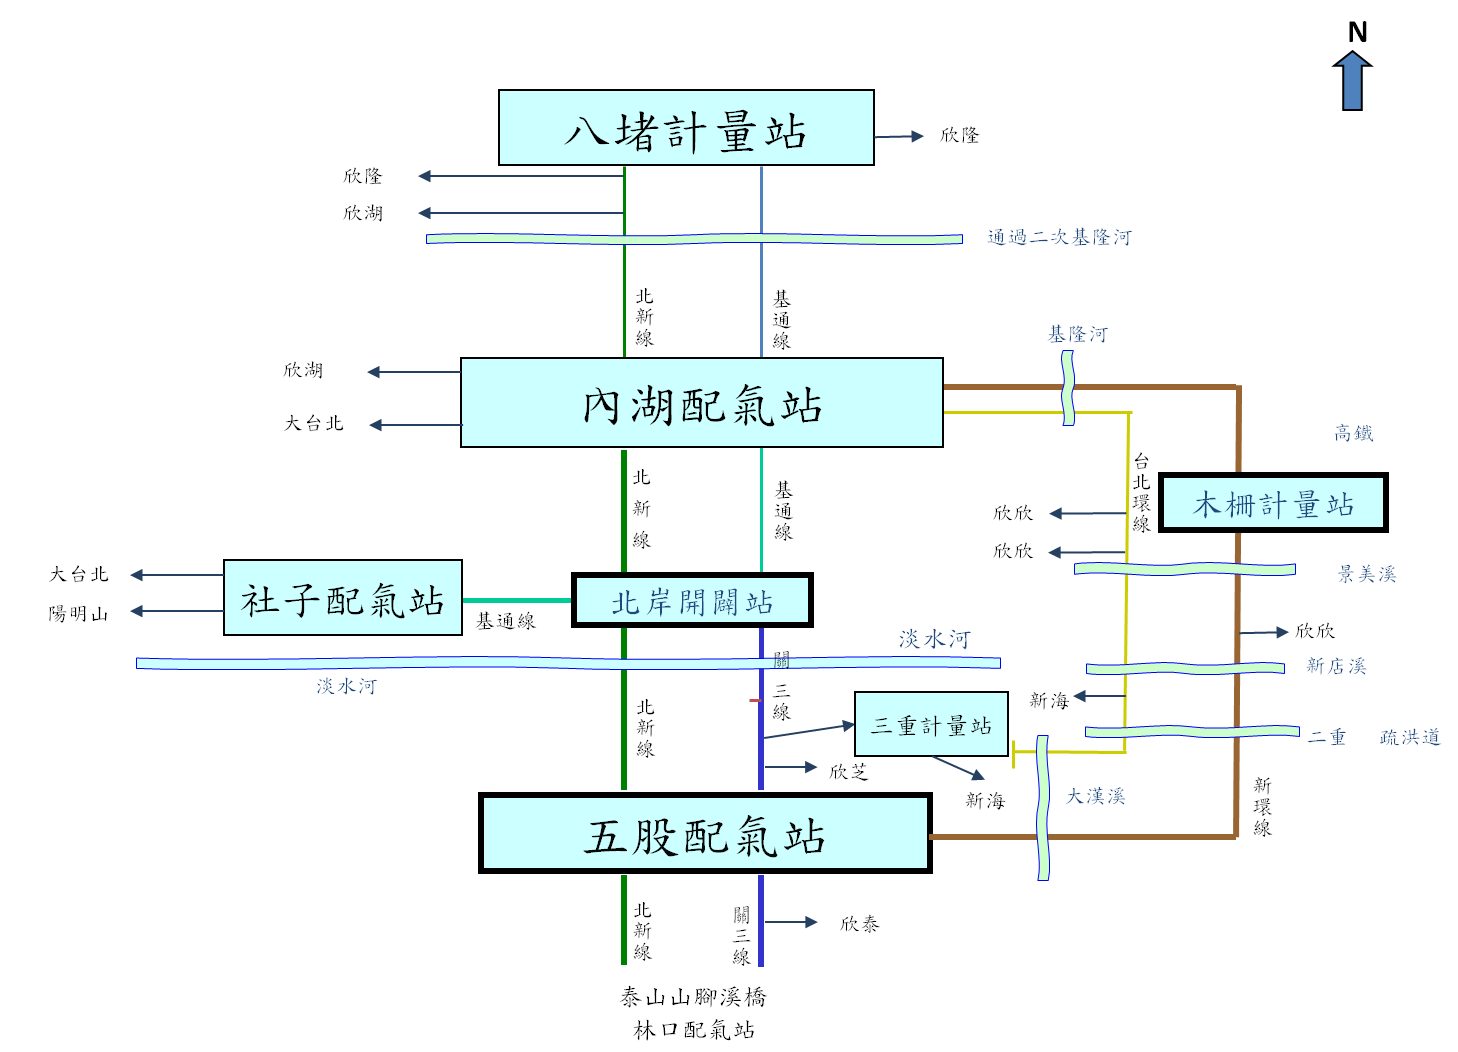 N
八堵計量站
欣隆
欣隆
欣湖
通過二次基隆河
北新線
基通線
基隆河
欣湖
內湖配氣站
大台北
高鐵
台北環線
北新線
基通線
木柵計量站
欣欣
欣欣
大台北
景美溪
社子配氣站
北岸開關站
陽明山
基通線
欣欣
淡水河
關三線
新店溪
淡水河
新海
北新線
三重計量站
二重 疏洪道
欣芝
新海
大漢溪
新環線
五股配氣站
北新線
關三線
欣泰
泰山山腳溪橋
林口配氣站